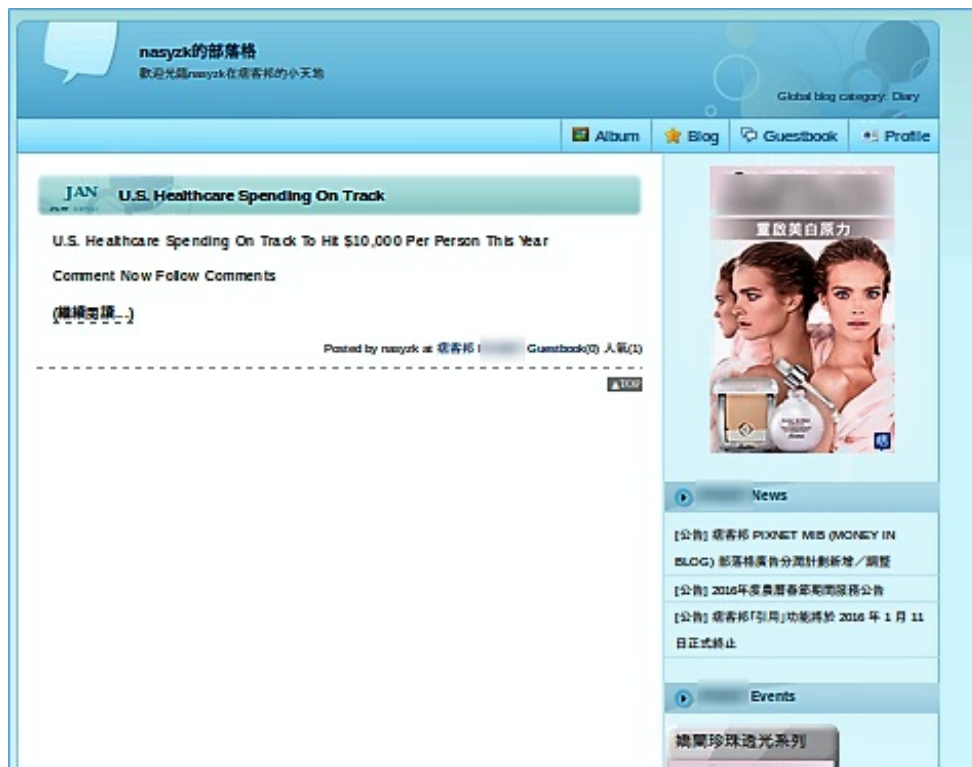 nasyzk的部落格
歡迎光臨nasyzk在痞客邦的小天地
Global blog category: Diary
Album
Blog
Guestbook
Profile
JAN
U.S. Healthcare Spending On Track
U.S. Healthcare Spending On Track To Hit $10,000 Per Person This Year
Comment Now Follow Comments
(繼續閱讀...)
Posted by nasyzk at 痞客邦 Guestbook(0) 人氣(1)
▲TOP
重啟美白原力
News
[公告] 痞客邦 PIXNET MIB (MONEY IN
BLOG) 部落格廣告分潤計劃新增／調整
[公告] 2016年度農曆春節期間服務公告
[公告] 痞客邦「引用」功能將於 2016 年 1 月 11
日正式終止
Events
嬌蘭珍珠透光系列